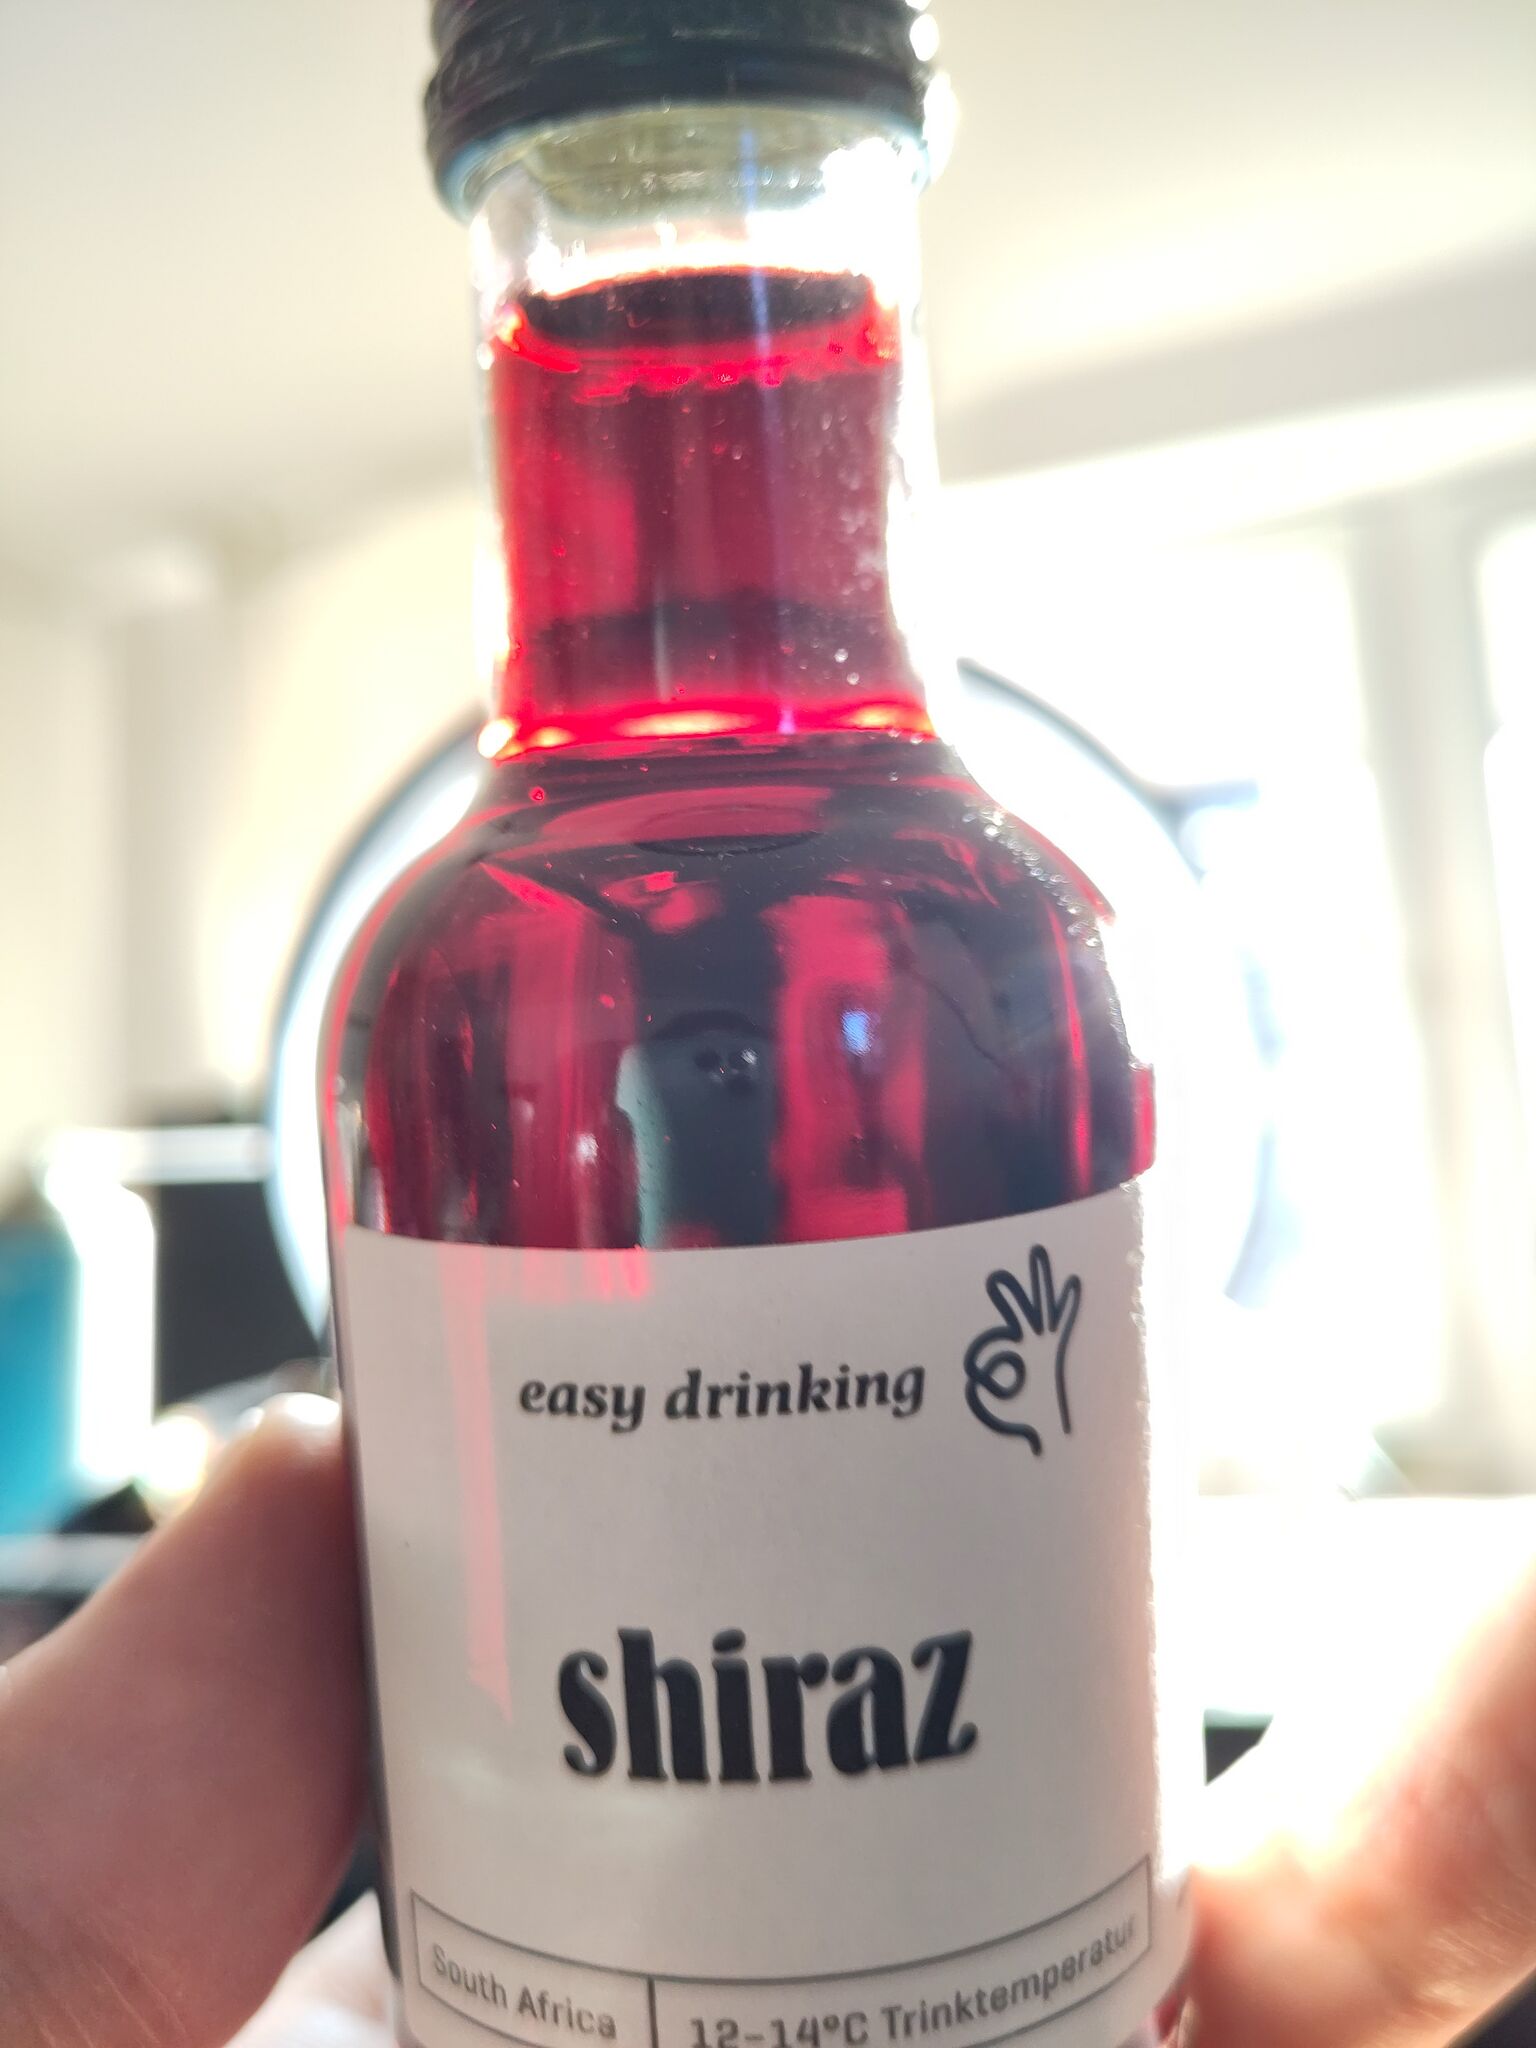 easy drinking
shiraz
South Africa
12-14°C Trinktemperatur